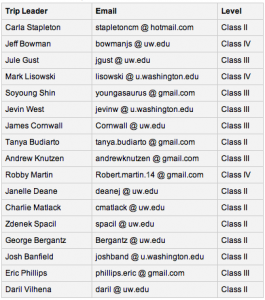 Trip Leader Email Level
Carla Stapleton stapletoncm @ hotmail.com Class II
Jeff Bowman bowmanjs @ uw.edu Class IV
Jule Gust jgust @ uw.edu Class III
Mark Lisowski lisowski @ u.washington.edu Class IV
Soyoung Shin youngasaurus @ gmail.com Class III
Jevin West jevinw @ u.washington.edu Class III
James Cornwall Cornwall @ uw.edu Class III
Tanya Budiarto tanya.budiarto @ gmail.com Class II
Andrew Knutzen andrewknutzen @ gmail.com Class III
Robby Martin Robert.martin.14 @ gmail.com Class IV
Janelle Deane deanej @ uw.edu Class II
Charlie Matlack cmatlack @ uw.edu Class II
Zdenek Spacil spacil @ uw.edu Class II
George Bergantz Bergantz @ uw.edu Class II
Josh Banfield joshband @ u.washington.edu Class II
Eric Phillips phillips.eric @ gmail.com Class III
Daril Vilhena daril @ uw.edu Class II